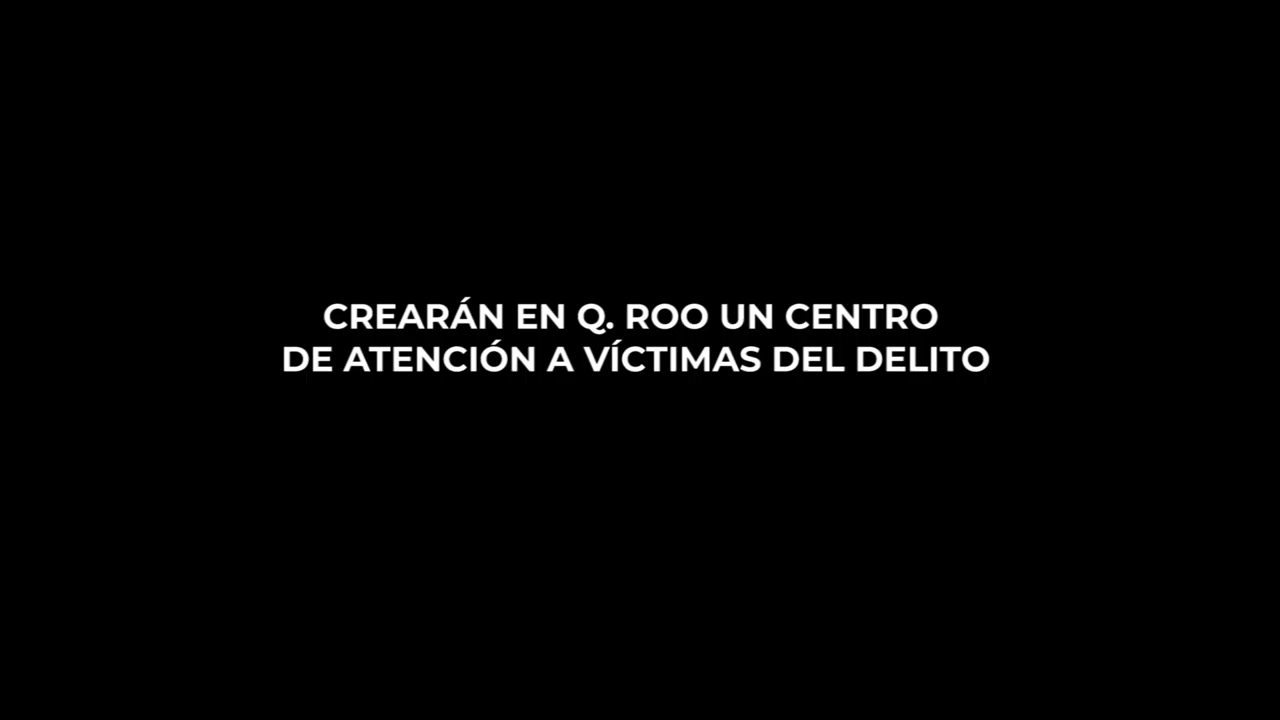 CREARÁN EN Q. ROO UN CENTRO
DE ATENCIÓN A VÍCTIMAS DEL DELITO